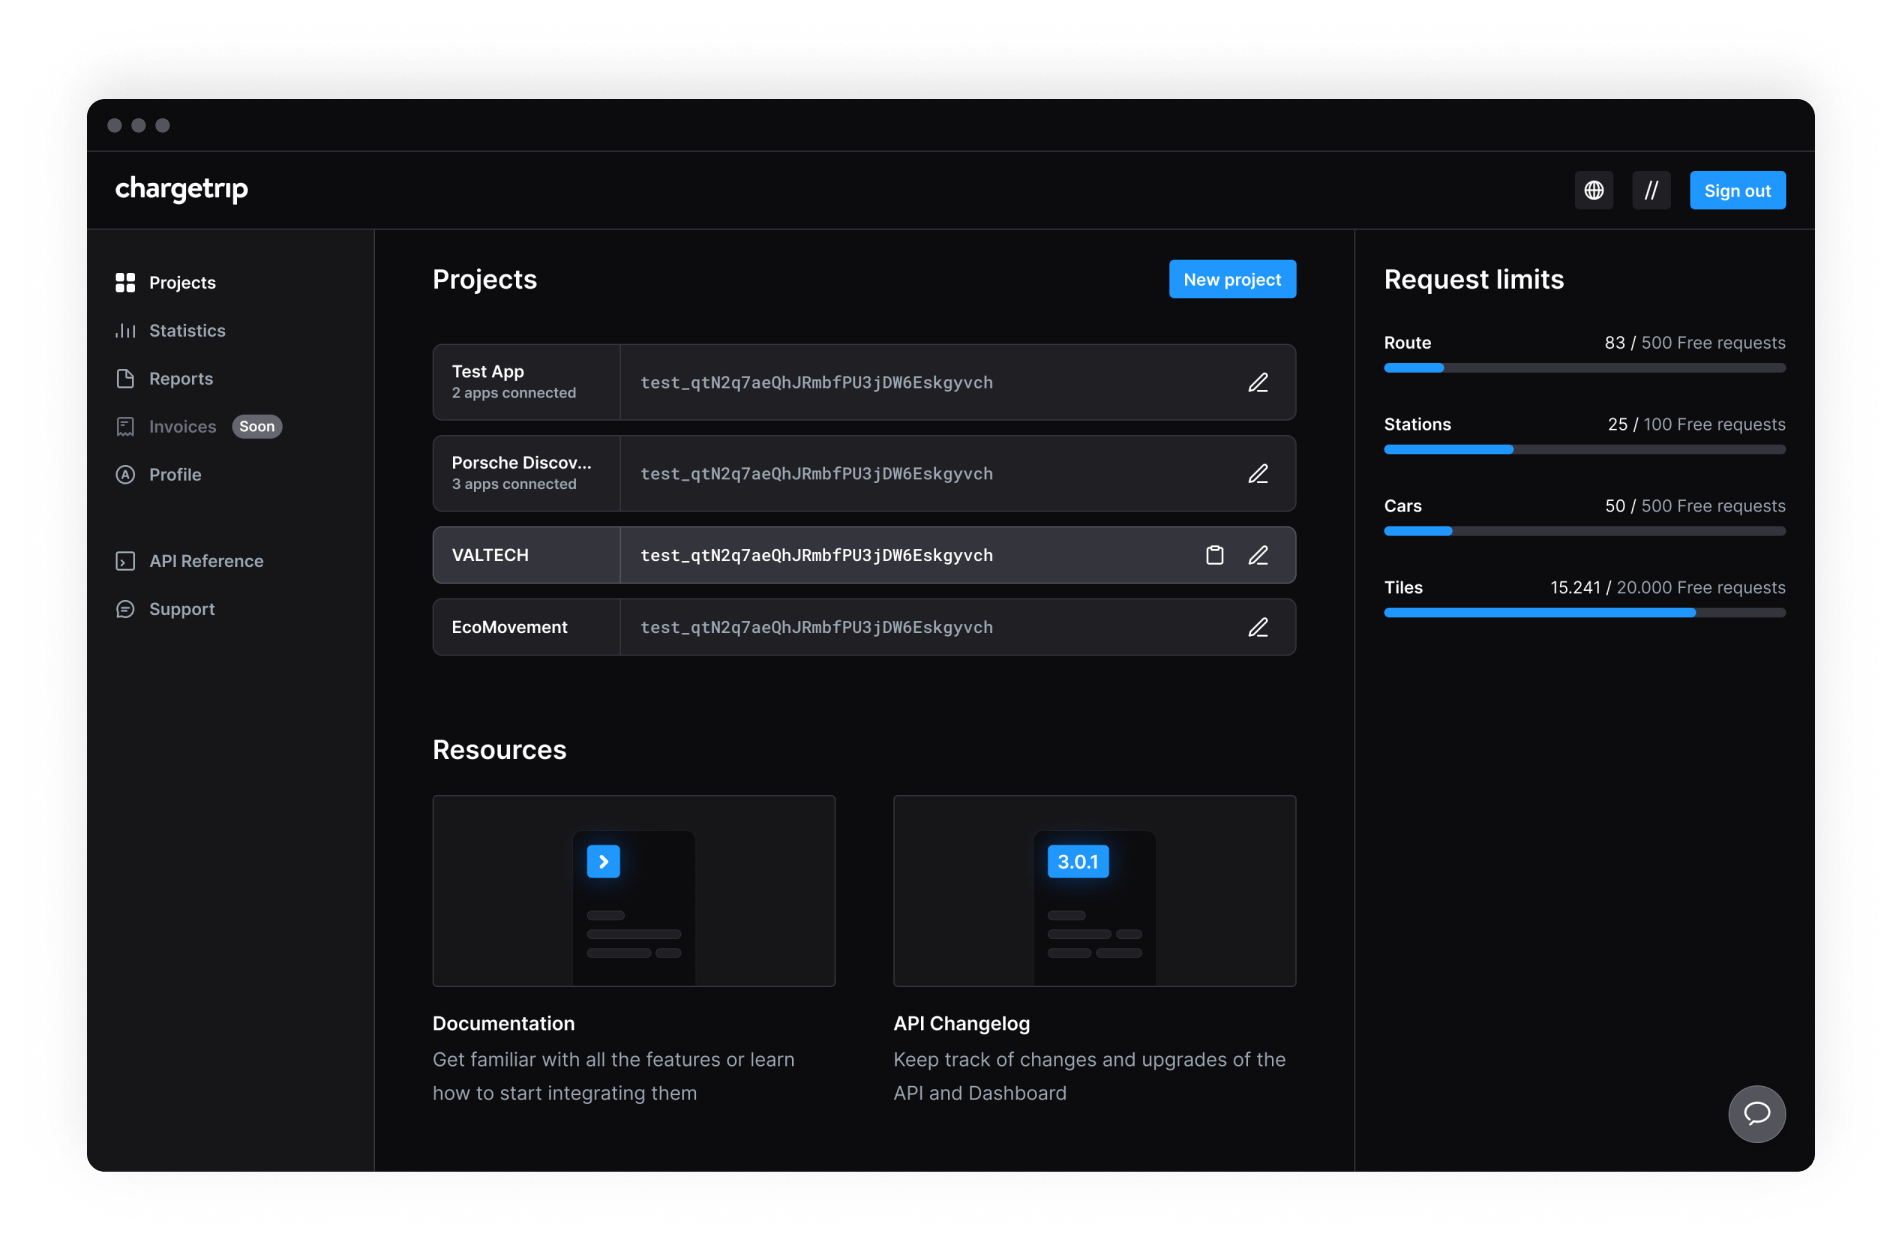 chargetrip
//
Sign out
Projects
Statistics
Reports
Invoices Soon
Profile
API Reference
Support
Projects
New project
Test App
2 apps connected
test_qtN2q7aeQhJRmbfPU3jDW6Eskgyvch
Porsche Discov...
3 apps connected
test_qtN2q7aeQhJRmbfPU3jDW6Eskgyvch
VALTECH
test_qtN2q7aeQhJRmbfPU3jDW6Eskgyvch
EcoMovement
test_qtN2q7aeQhJRmbfPU3jDW6Eskgyvch
Resources
3.0.1
Documentation
Get familiar with all the features or learn
how to start integrating them
API Changelog
Keep track of changes and upgrades of the
API and Dashboard
Request limits
Route 83 / 500 Free requests
Stations 25 / 100 Free requests
Cars 50 / 500 Free requests
Tiles 15.241 / 20.000 Free requests